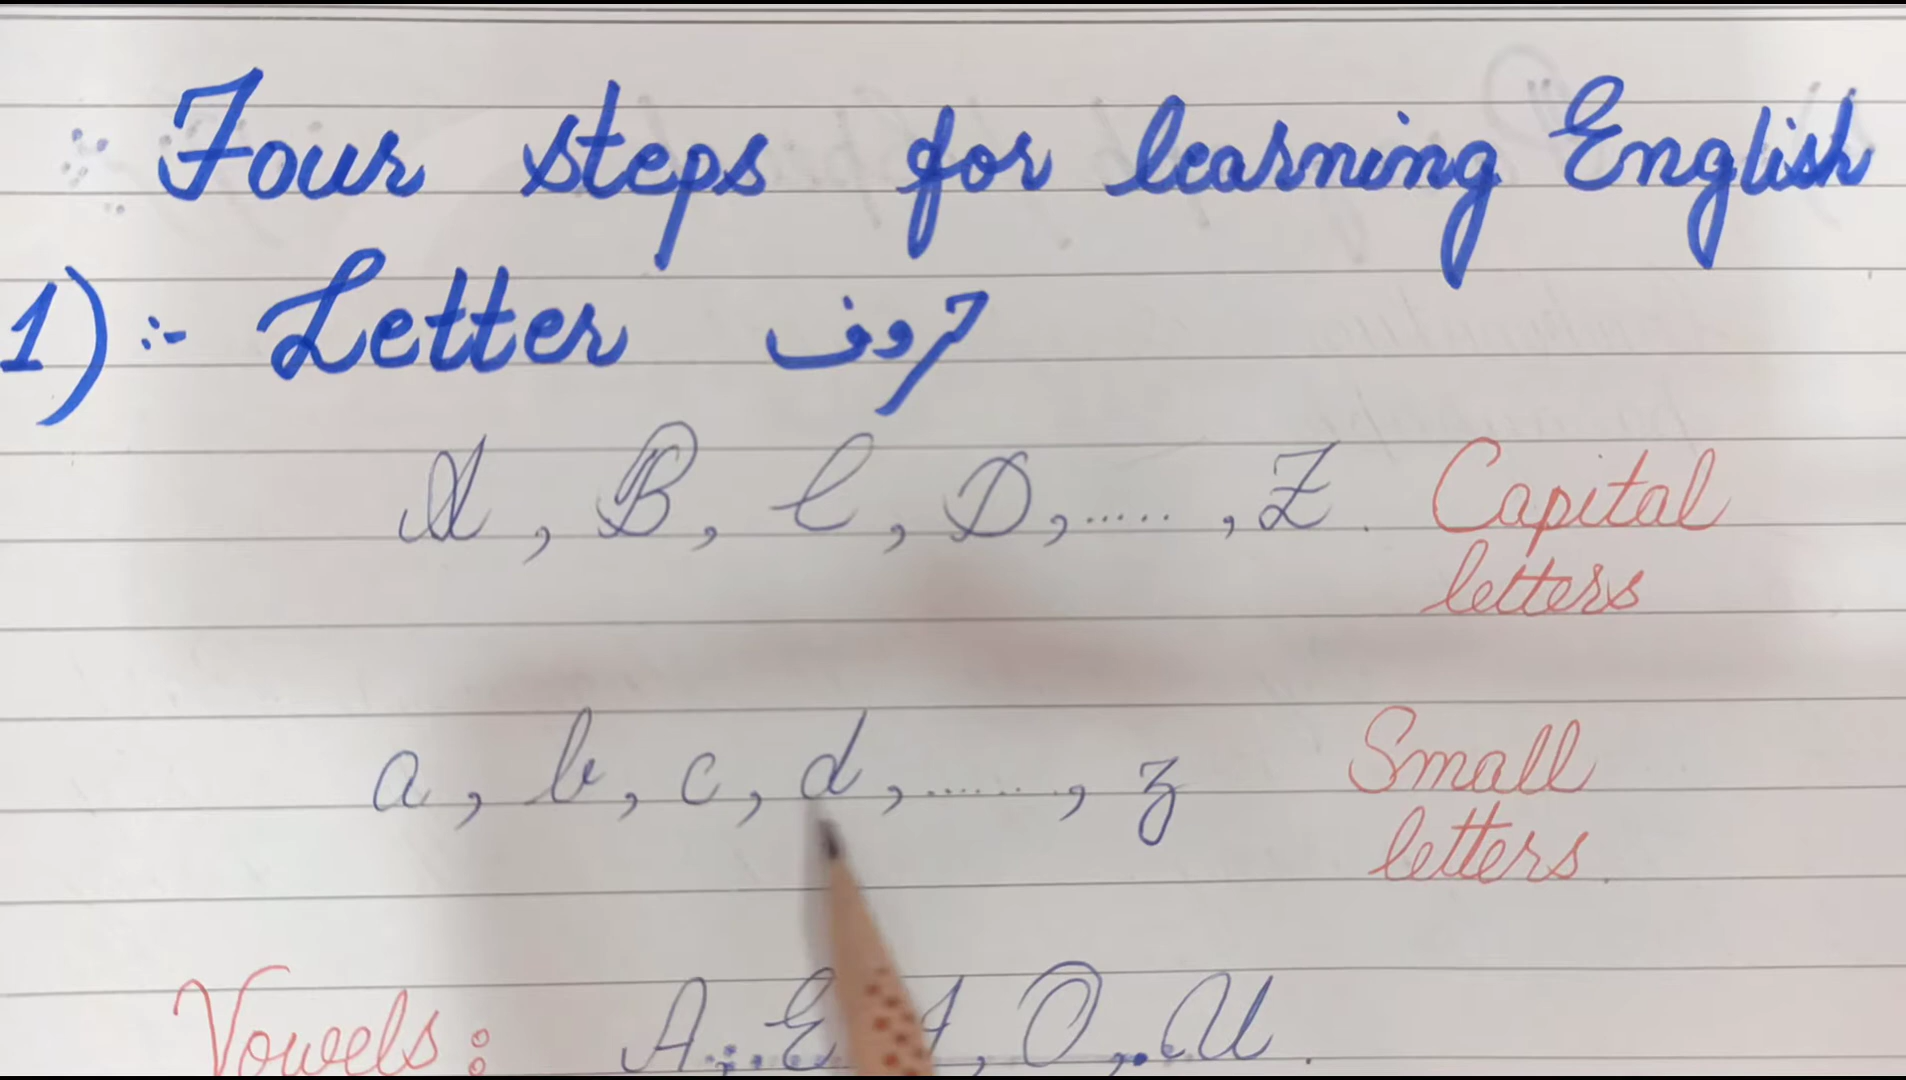 Four steps for learning English
1) :- Letter حروف
A , B , C , D , ..... , Z . Capital
letters
a , b , c , d , ...... , z Small
letters .
Vowels : A , E , I , O , U .